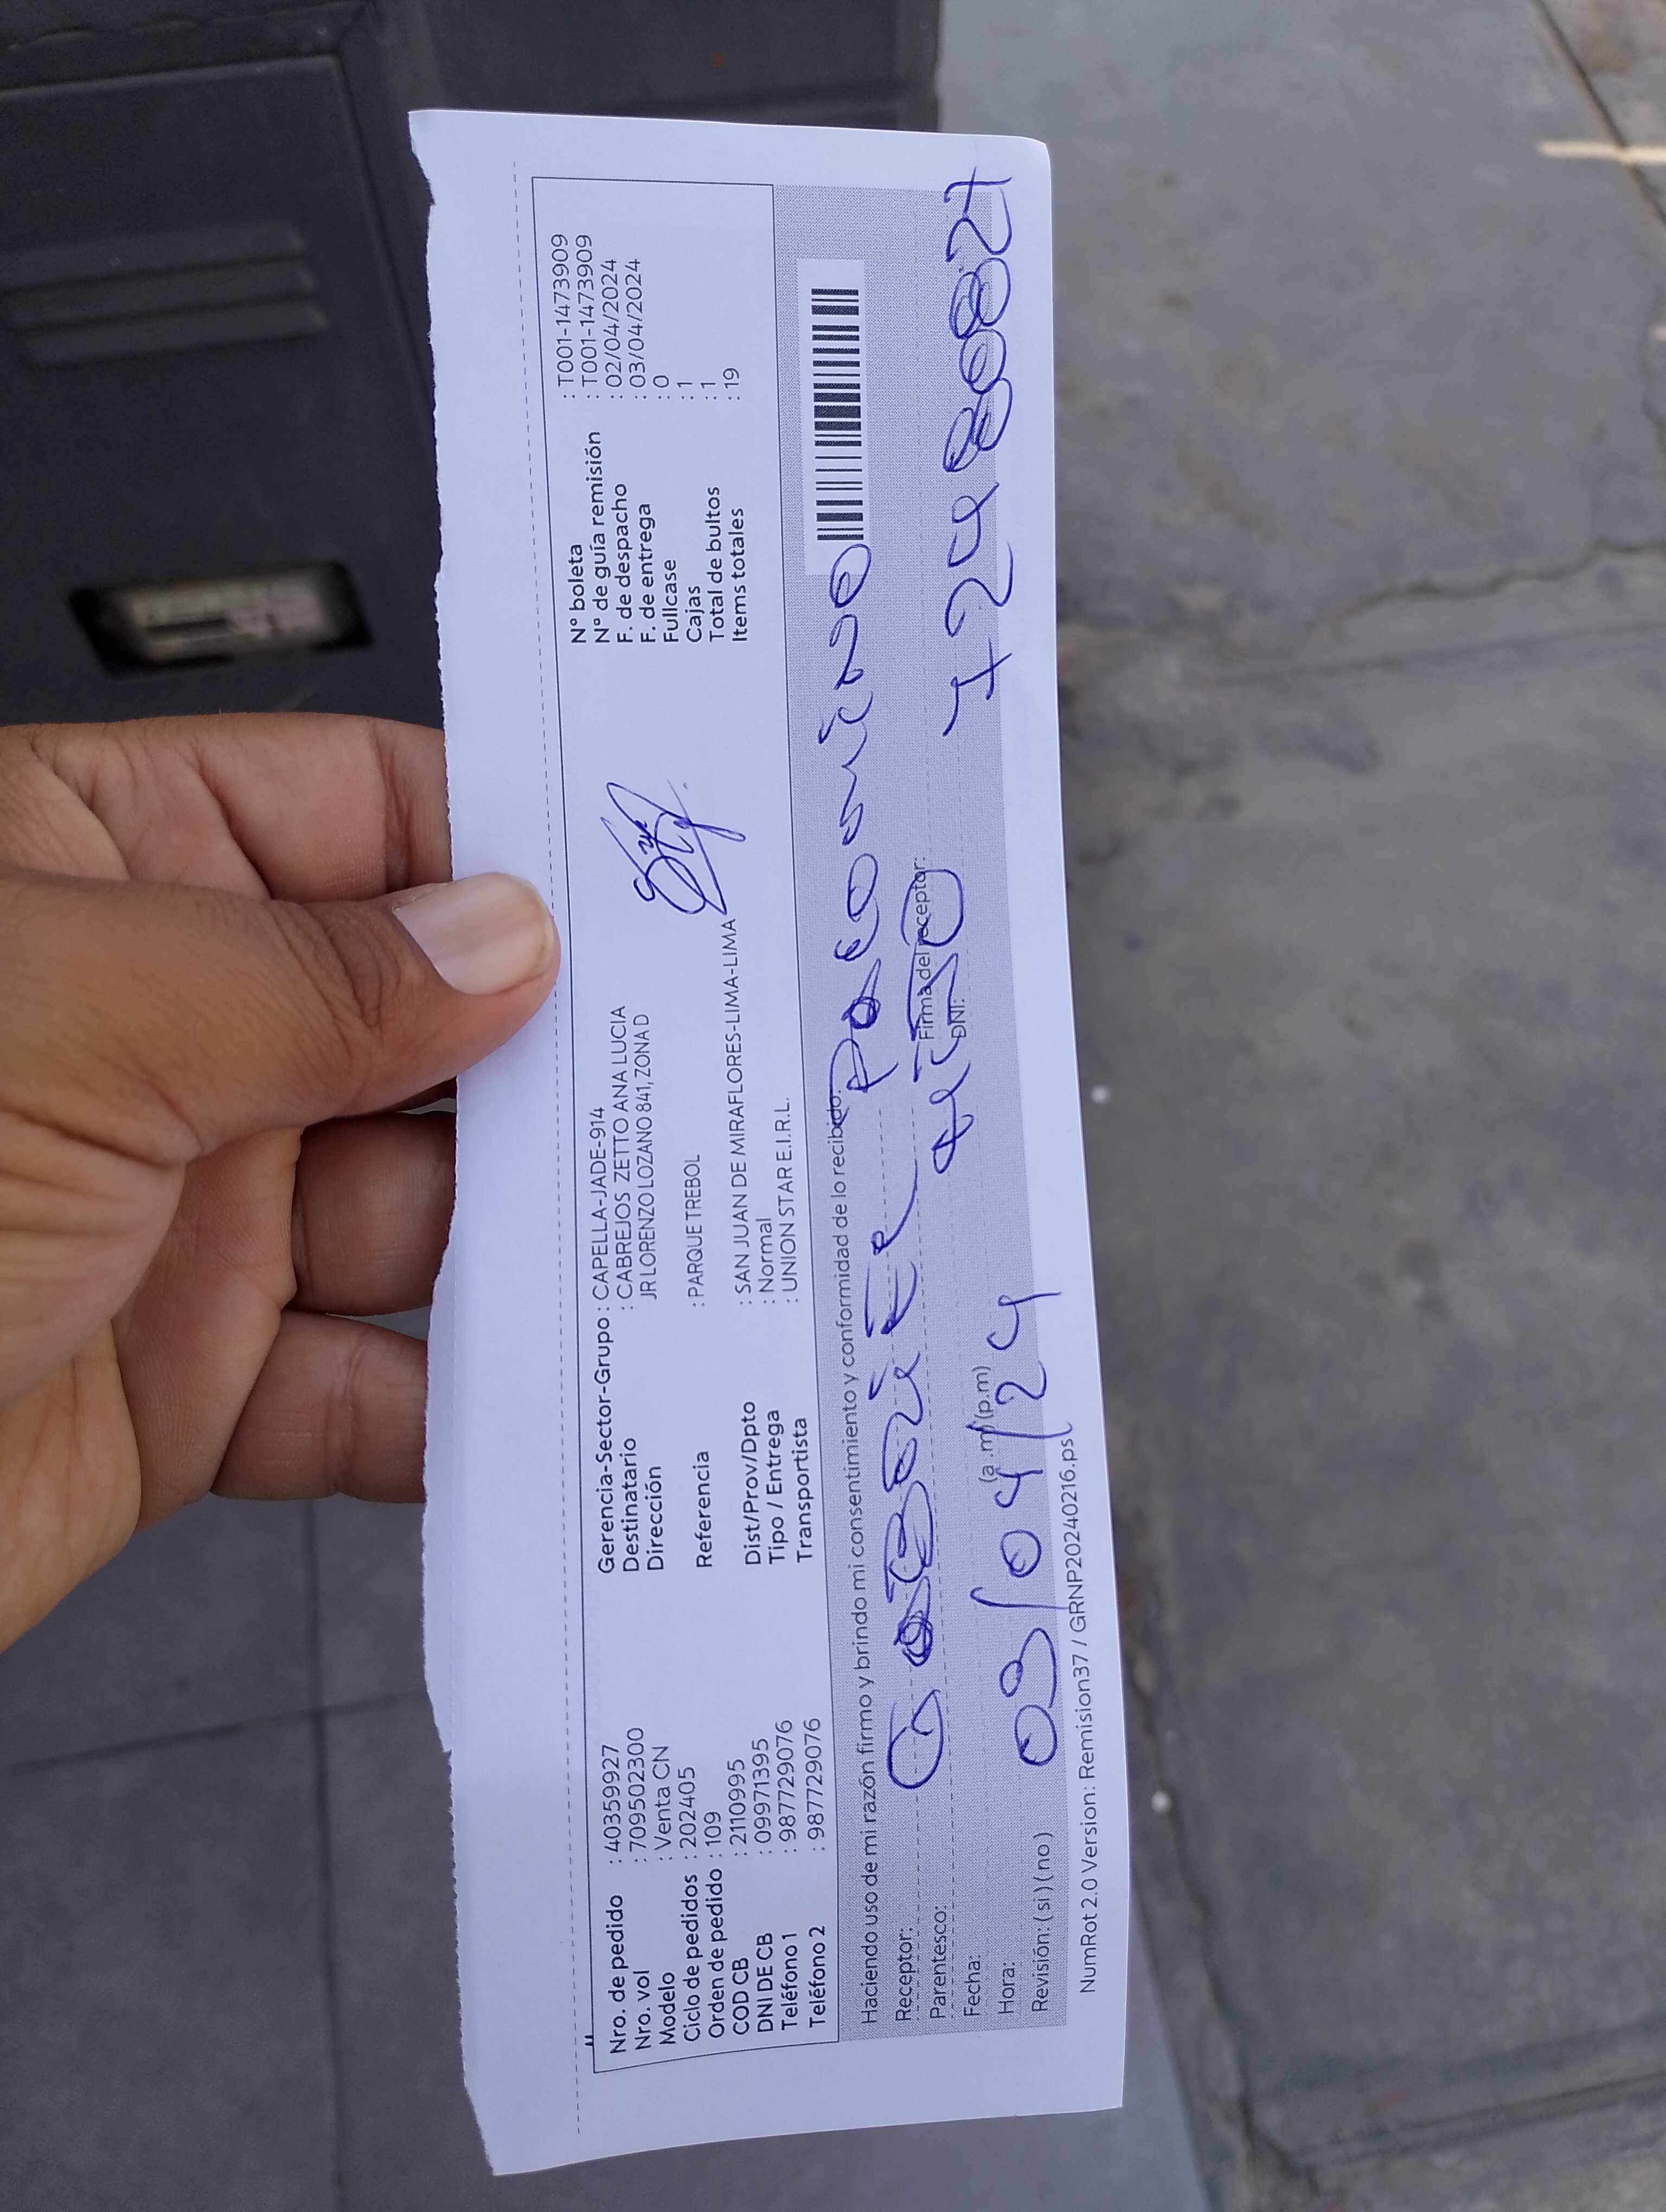 Nro. de pedido : 40359927
Nro. vol : 709502300
Modelo : Venta CN
Ciclo de pedidos : 202405
Orden de pedido : 109
COD CB : 2110995
DNI DE CB : 09971395
Teléfono 1 : 987729076
Teléfono 2 : 987729076
Gerencia-Sector-Grupo : CAPELLA-JADE-914
Destinatario : CABREJOS ZETTO ANA LUCIA
Dirección JR LORENZO LOZANO 841, ZONA D
Referencia : PARQUE TREBOL
Dist/Prov/Dpto : SAN JUAN DE MIRAFLORES-LIMA-LIMA
Tipo / Entrega : Normal
Transportista : UNION STAR E.I.R.L.
N° boleta : T001-1473909
N° de guía remisión : T001-1473909
F. de despacho : 02/04/2024
F. de entrega : 03/04/2024
Fullcase : 0
Cajas : 1
Total de bultos : 1
Items totales : 19
Haciendo uso de mi razón firmo y brindo mi consentimiento y conformidad de lo recibido.
Receptor:
Parentesco:
Fecha:
Hora: (a.m)(p.m)
03/04/24
Revisión: ( si ) ( no )
Firma del receptor:
DNI:
NumRot 2.0 Version: Remision37 / GRNP20240216.psl